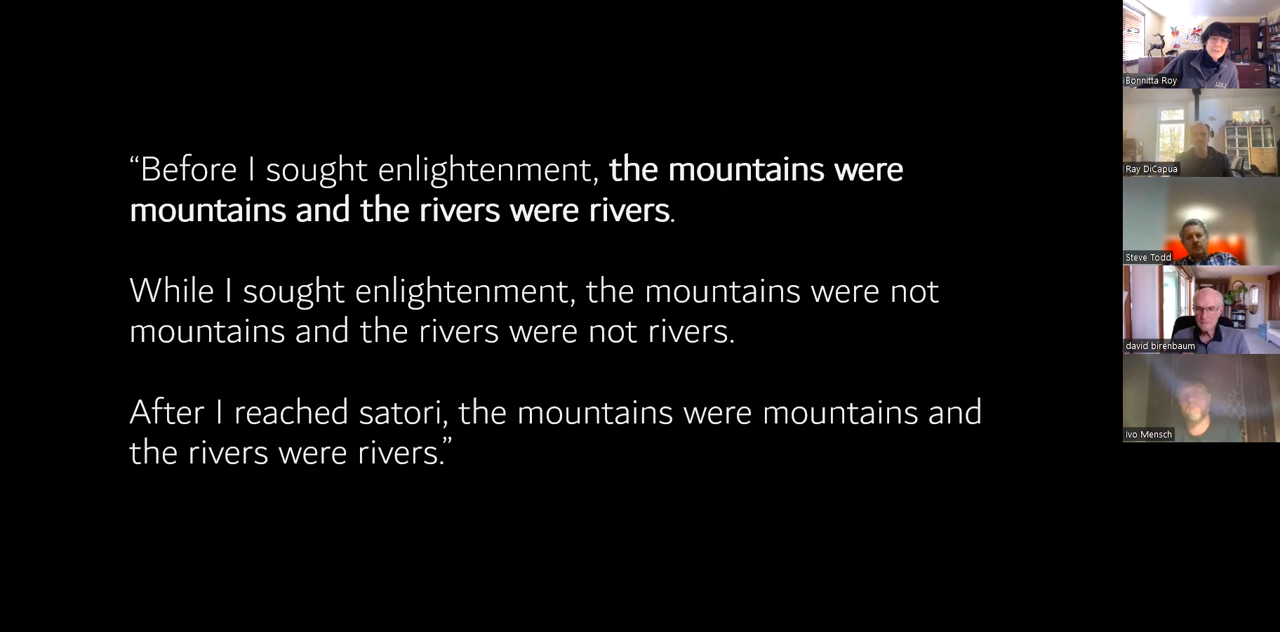 “Before I sought enlightenment, the mountains were
mountains and the rivers were rivers.
While I sought enlightenment, the mountains were not
mountains and the rivers were not rivers.
After I reached satori, the mountains were mountains and
the rivers were rivers.”
Bonnitta Roy
Ray DiCapua
Steve Todd
david birenbaum
Ivo Mensch